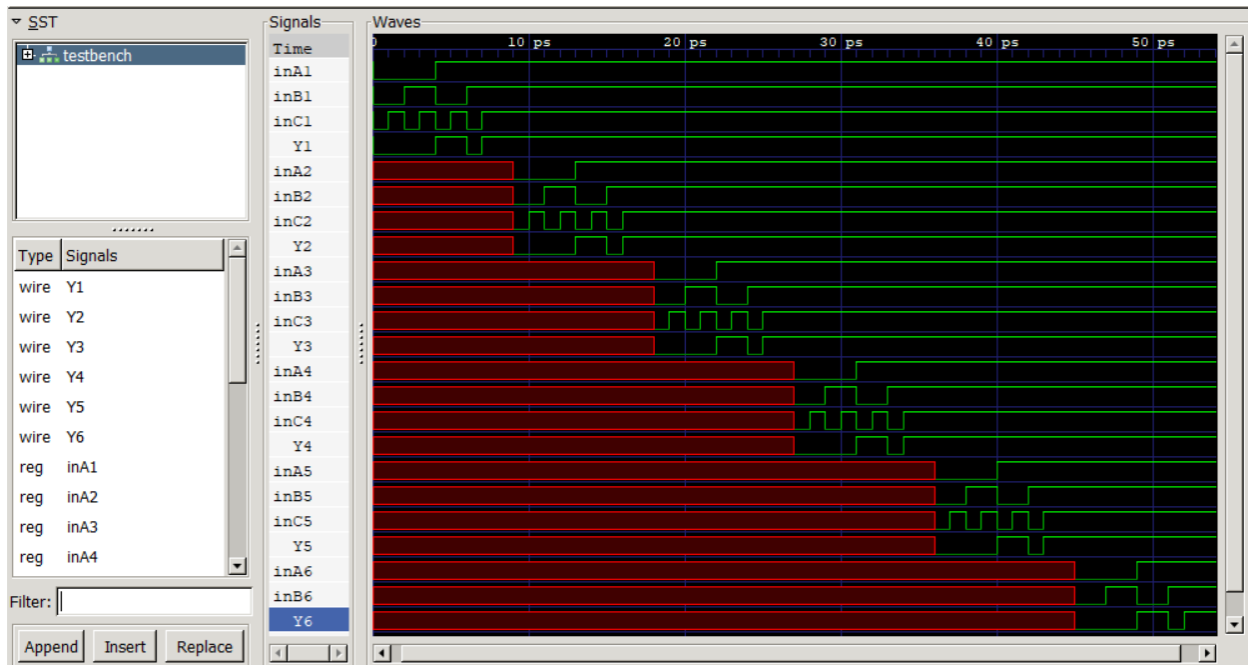 SST
testbench
Type Signals
wire Y1
wire Y2
wire Y3
wire Y4
wire Y5
wire Y6
reg inA1
reg inA2
reg inA3
reg inA4
Filter:
Append Insert Replace
Signals
Time
inA1
inB1
inC1
Y1
inA2
inB2
inC2
Y2
inA3
inB3
inC3
Y3
inA4
inB4
inC4
Y4
inA5
inB5
inC5
Y5
inA6
inB6
Y6
Waves
0 10 ps 20 ps 30 ps 40 ps 50 ps